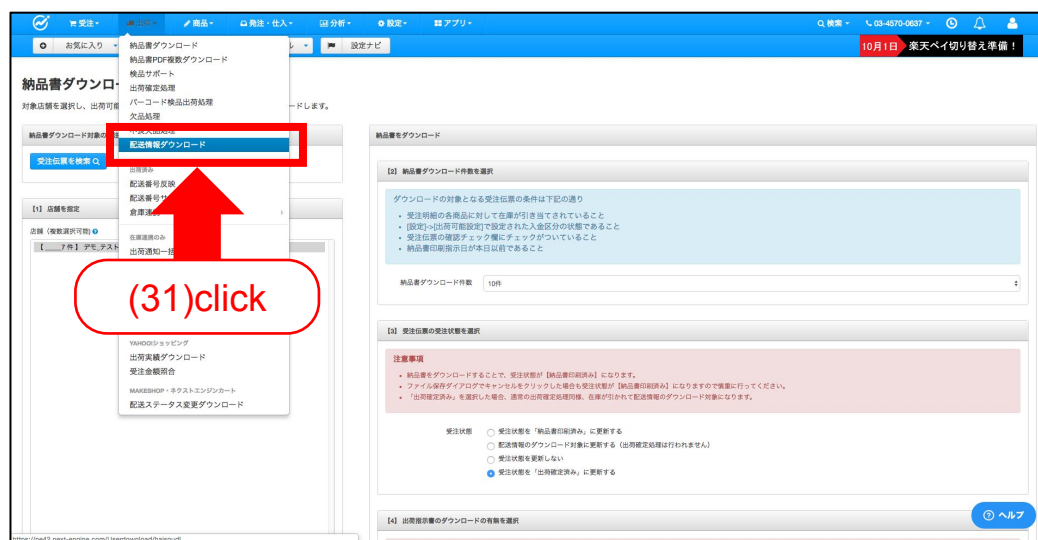 受注
商品
発注・仕入
分析
設定
アプリ
検索
03-4570-0637
お気に入り
設定ナビ
10月1日 楽天ペイ切り替え準備！
納品書ダウンロード
納品書PDF複数ダウンロード
検品サポート
出荷確定処理
バーコード検品出荷処理
欠品処理
配送情報ダウンロード
出荷済み
配送番号反映
配送番号サ
倉庫連
在庫連携のみ
出荷通知一括
YAHOO!ショッピング
出荷実績ダウンロード
受注金額照合
MAKESHOP・ネクストエンジンカート
配送ステータス変更ダウンロード
納品書ダウンロー
対象店舗を選択し、出荷可能
ードします。
納品書ダウンロード対象の
受注伝票を検索
[1] 店舗を指定
店舗（複数選択可能)
【____7件】 デモ_テスト
(31)click
納品書をダウンロード
[2] 納品書ダウンロード件数を選択
ダウンロードの対象となる受注伝票の条件は下記の通り
• 受注明細の各商品に対して在庫が引き当てされていること
• [設定]->[出荷可能設定]で設定された入金区分の状態であること
• 受注伝票の確認チェック欄にチェックがついていること
• 納品書印刷指示日が本日以前であること
納品書ダウンロード件数 10件
[3] 受注伝票の受注状態を選択
注意事項
• 納品書をダウンロードすることで、受注状態が【納品書印刷済み】になります。
• ファイル保存ダイアログでキャンセルをクリックした場合も受注状態が【納品書印刷済み】になりますので慎重に行ってください。
• 「出荷確定済み」を選択した場合、通常の出荷確定処理同様、在庫が引かれて配送情報のダウンロード対象になります。
受注状態 受注状態を「納品書印刷済み」に更新する
配送情報のダウンロード対象に更新する（出荷確定処理は行われません）
受注状態を更新しない
受注状態を「出荷確定済み」に更新する
[4] 出荷指示書のダウンロードの有無を選択
ヘルプ